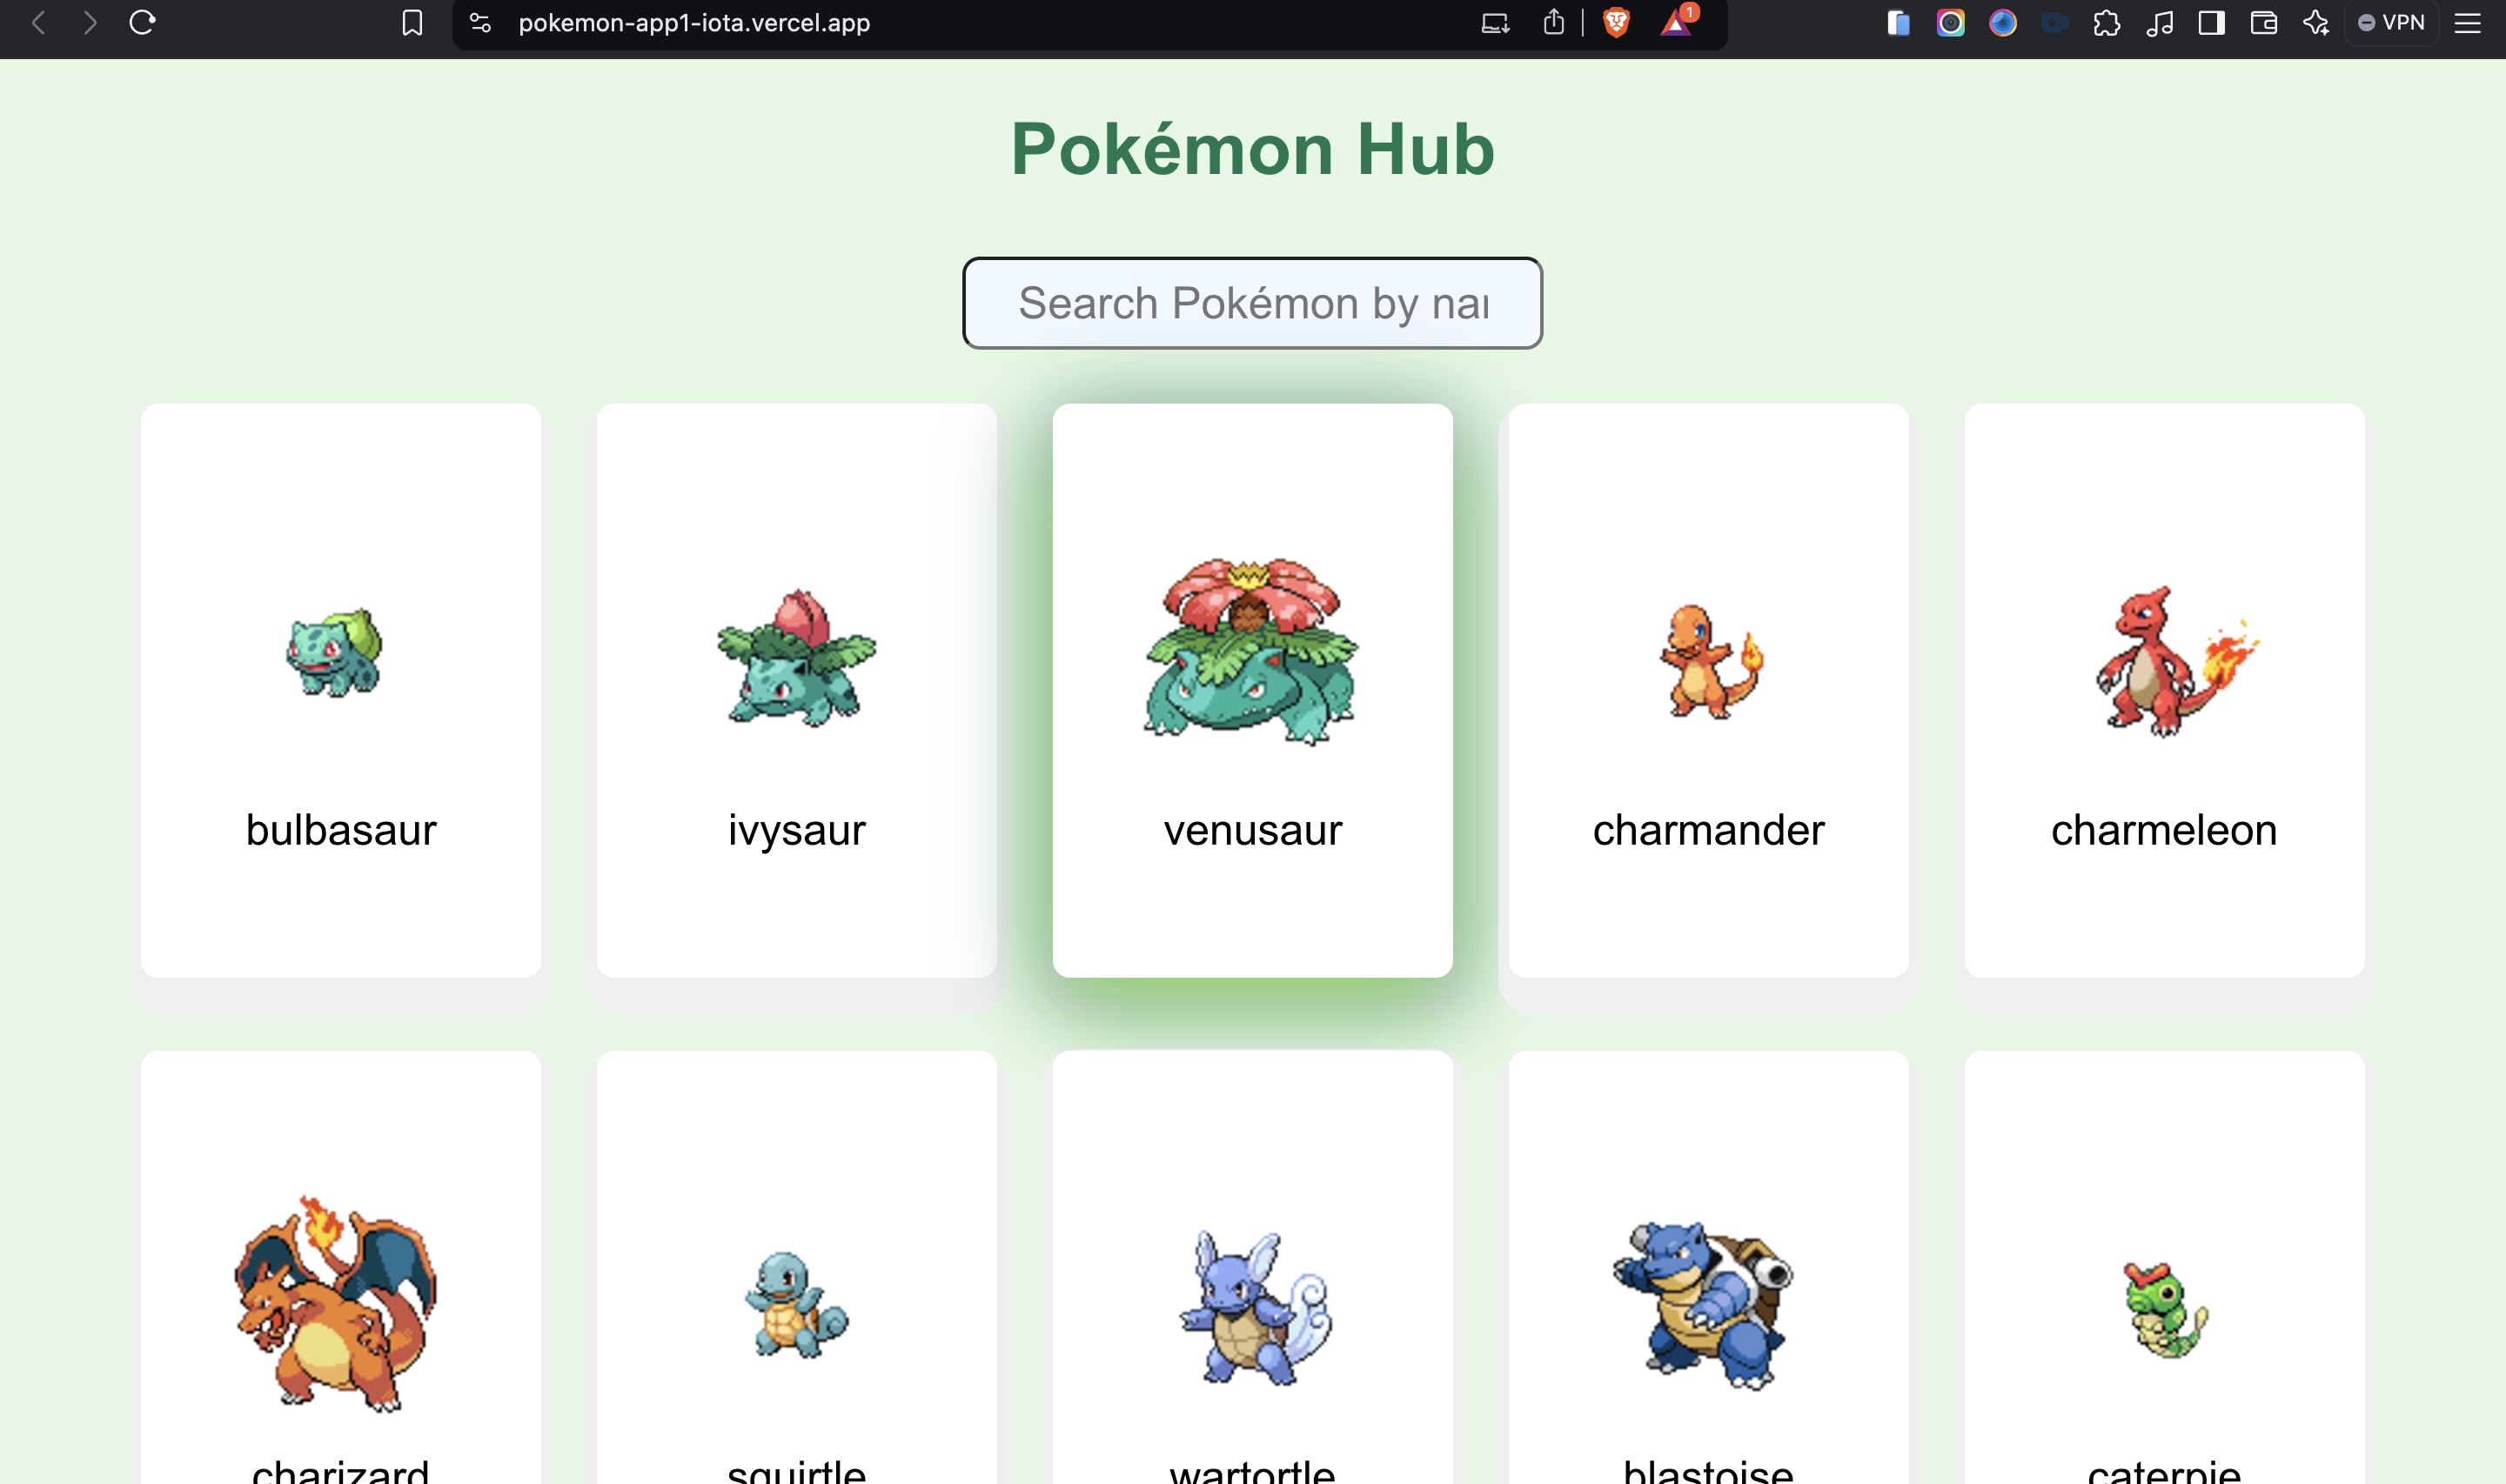 pokemon-app1-iota.vercel.app
1
VPN
Pokémon Hub
Search Pokémon by nai
bulbasaur
ivysaur
venusaur
charmander
charmeleon
charizard
squirtle
wartortle
blastoise
caterpie